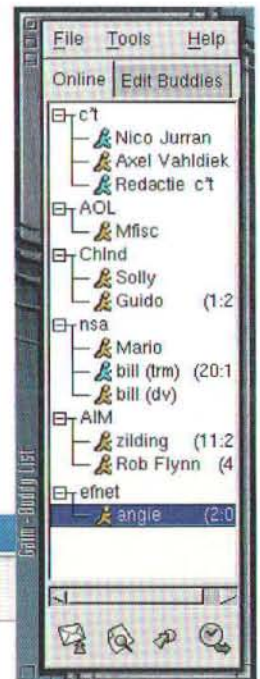 File Tools Help
Online Edit Buddies
c't
Nico Jurran
Axel Vahldiek
Redactie c't
AOL
Mfisc
ChInd
Solly
Guido (1:2
nsa
Mario
bill (trm) (20:1
bill (dv)
AIM
zilding (11:2
Rob Flynn (4
efnet
angie (2:0
Gaim - Buddy List